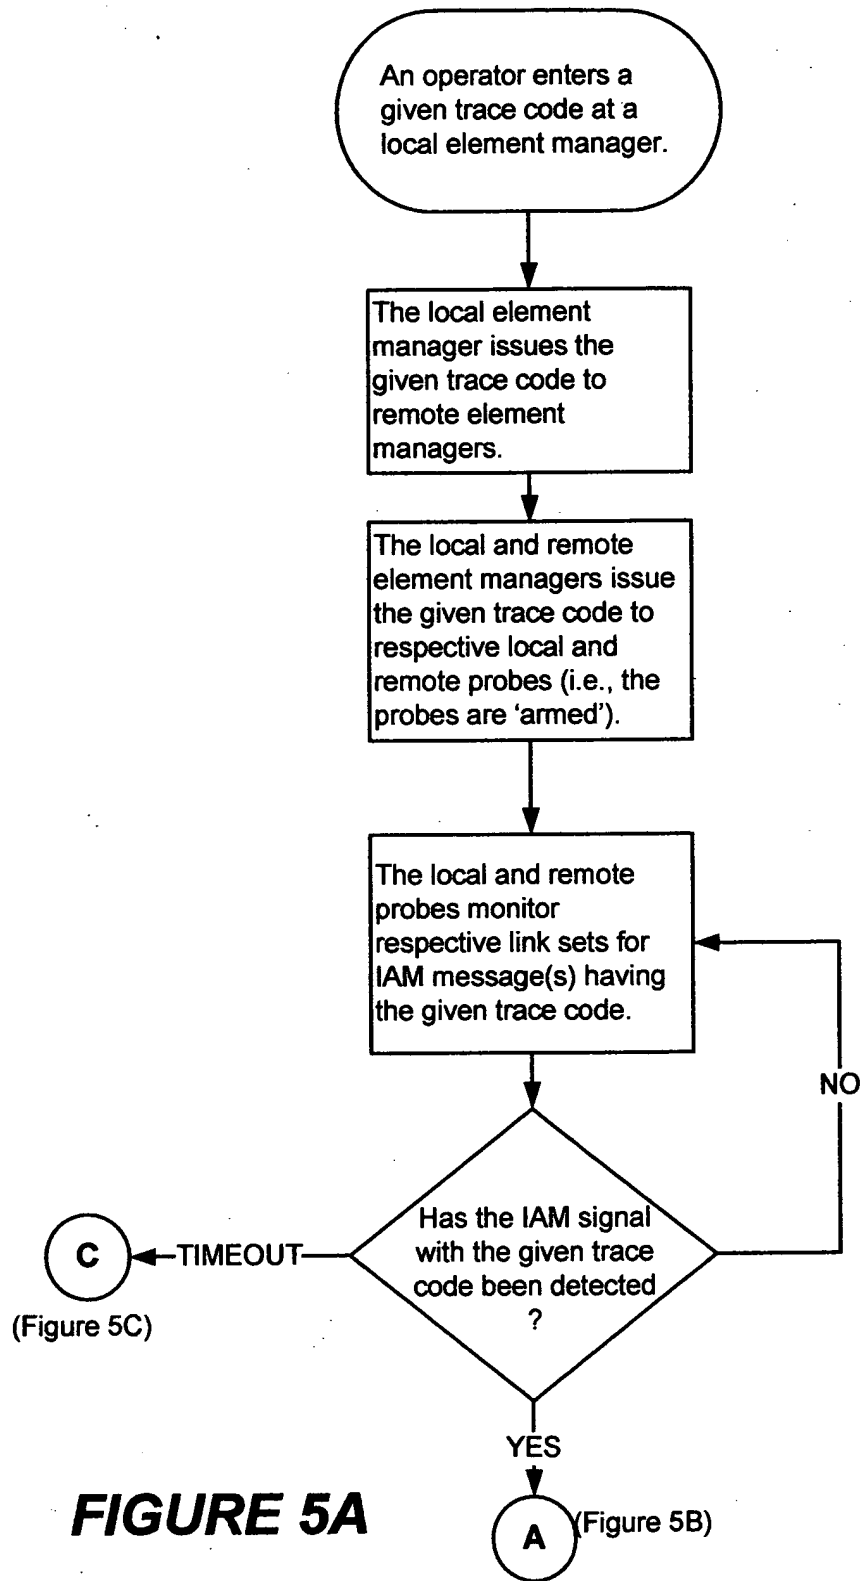 An operator enters a
given trace code at a
local element manager.
The local element
manager issues the
given trace code to
remote element
managers.
The local and remote
element managers issue
the given trace code to
respective local and
remote probes (i.e., the
probes are 'armed').
The local and remote
probes monitor
respective link sets for
IAM message(s) having
the given trace code.
NO
Has the IAM signal
with the given trace
code been detected
?
TIMEOUT
C
(Figure 5C)
YES
A
(Figure 5B)
FIGURE 5A